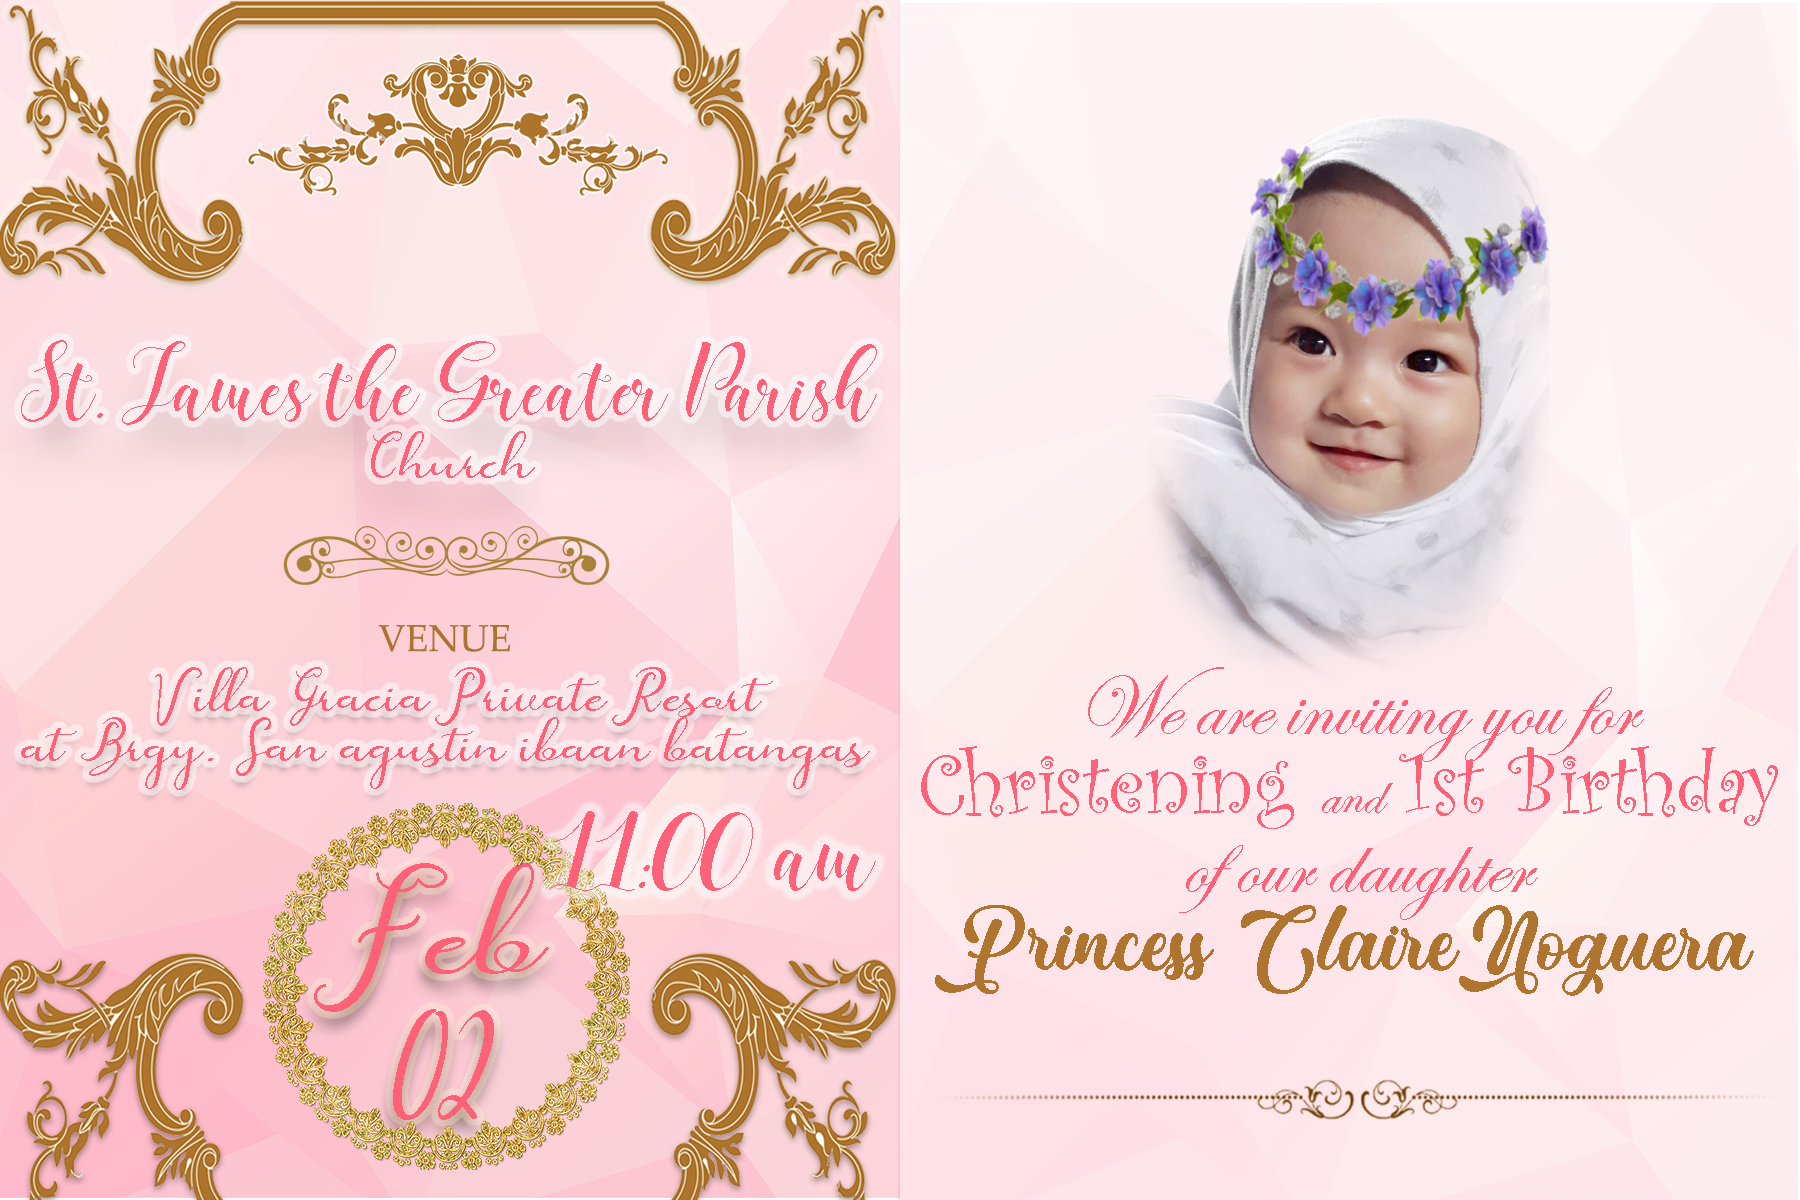 St. James the Greater Parish
Church
VENUE
Villa Gracia Private Resort
at Brgy. San agustin ibaan batangas
11:00 am
Feb
02
We are inviting you for
Christening and 1st Birthday
of our daughter
Princess Claire Noguera